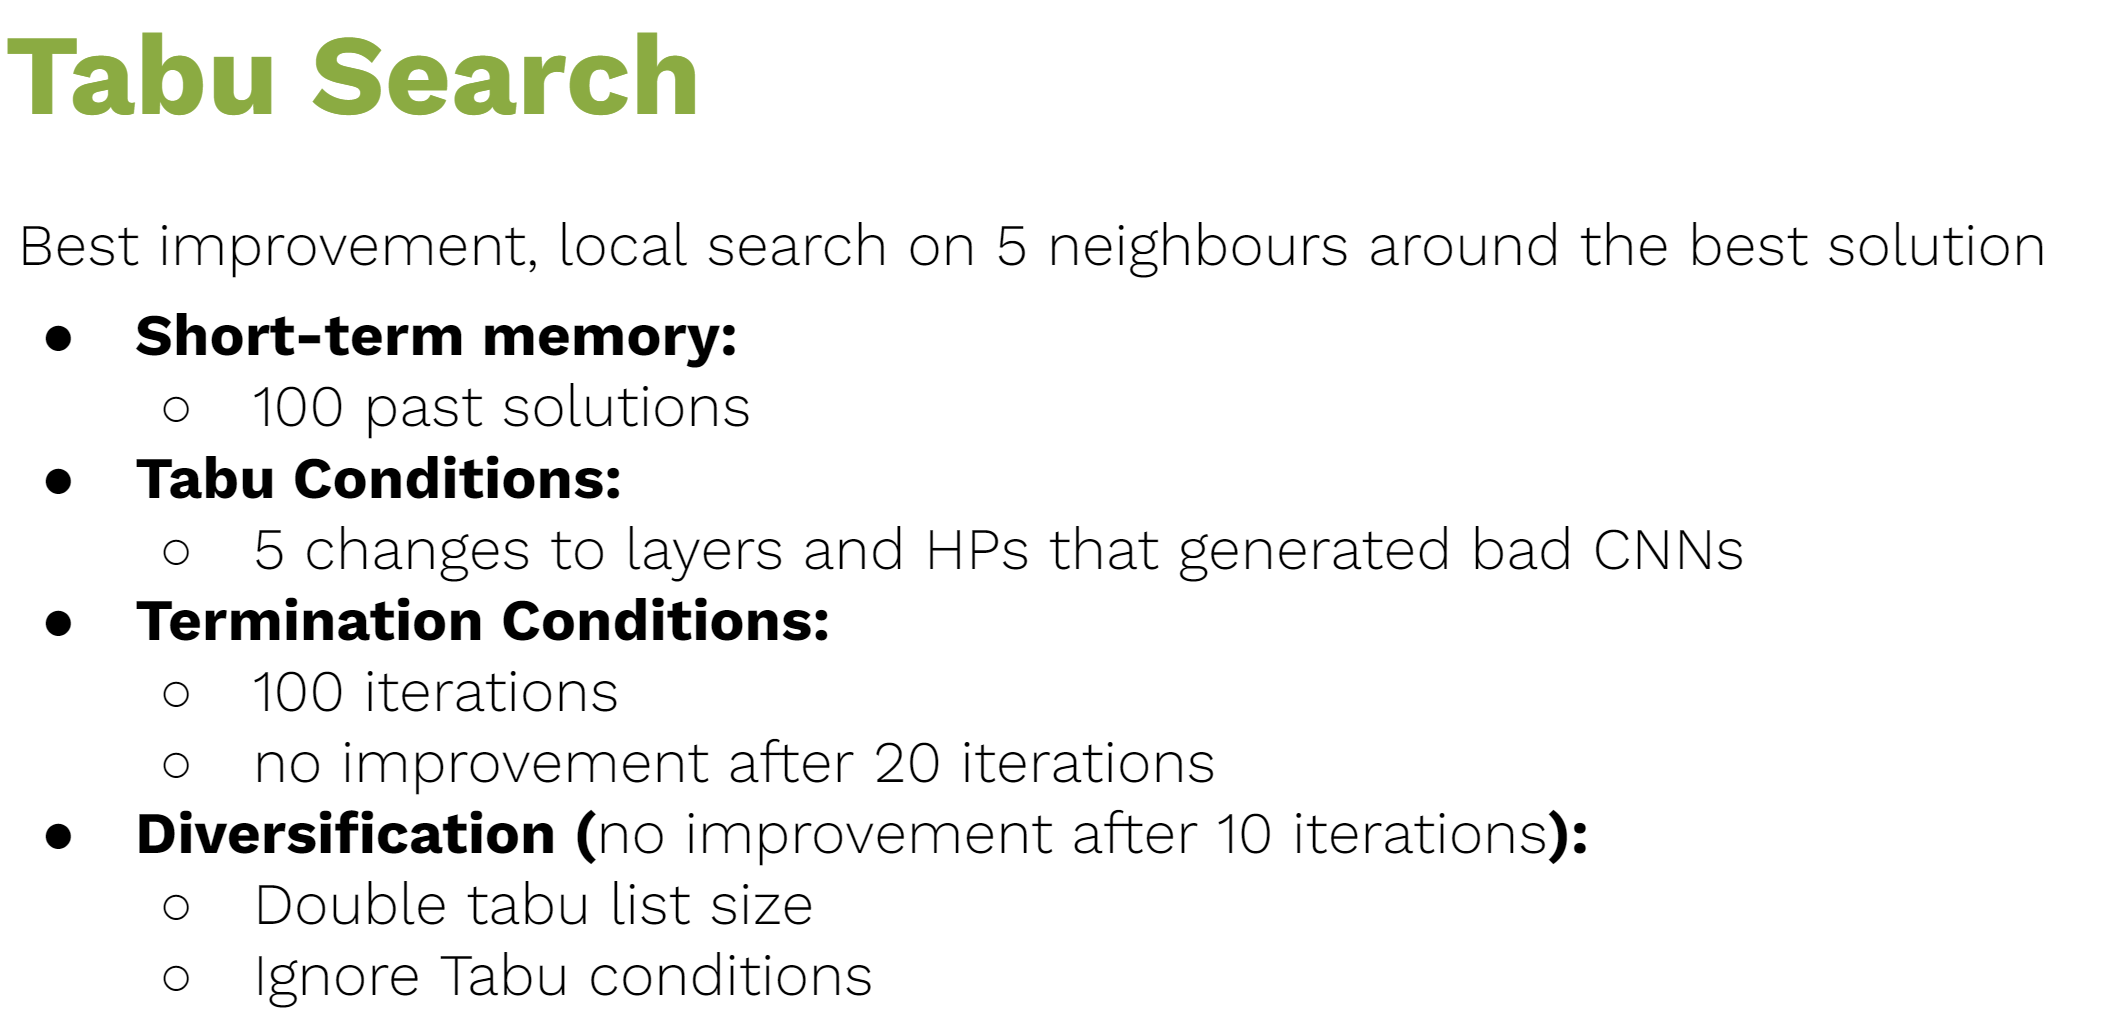 Tabu Search
Best improvement, local search on 5 neighbours around the best solution
● Short-term memory:
○ 100 past solutions
● Tabu Conditions:
○ 5 changes to layers and HPs that generated bad CNNs
● Termination Conditions:
○ 100 iterations
○ no improvement after 20 iterations
● Diversification (no improvement after 10 iterations):
○ Double tabu list size
○ Ignore Tabu conditions